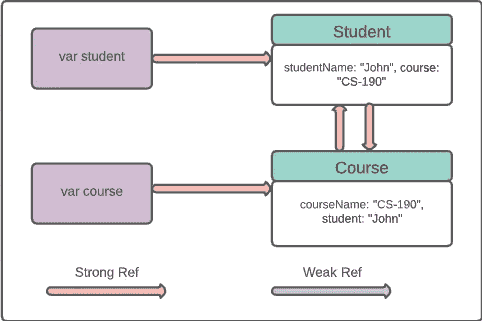 var student
Student
studentName: "John", course:
"CS-190"
var course
Course
courseName: "CS-190",
student: "John"
Strong Ref
Weak Ref